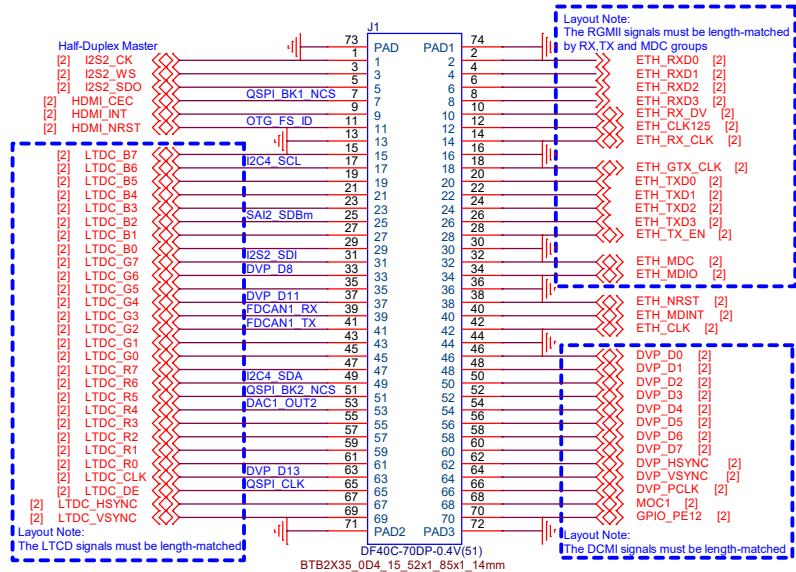 J1
Layout Note:
The RGMII signals must be length-matched
by RX,TX and MDC groups
Half-Duplex Master
73 PAD PAD1 74
[2] I2S2_CK 1 1 2 2 ETH_RXD0 [2]
[2] I2S2_WS 3 3 4 4 ETH_RXD1 [2]
[2] I2S2_SDO 5 5 6 6 ETH_RXD2 [2]
[2] HDMI_CEC QSPI_BK1_NCS 7 7 8 8 ETH_RXD3 [2]
[2] HDMI_INT 9 9 10 10 ETH_RX_DV [2]
[2] HDMI_NRST OTG_FS_ID 11 11 12 12 ETH_CLK125 [2]
13 13 14 14 ETH_RX_CLK [2]
[2] LTDC_B7 15 15 16 16
[2] LTDC_B6 I2C4_SCL 17 17 18 18 ETH_GTX_CLK [2]
[2] LTDC_B5 19 19 20 20 ETH_TXD0 [2]
[2] LTDC_B4 21 21 22 22 ETH_TXD1 [2]
[2] LTDC_B3 23 23 24 24 ETH_TXD2 [2]
[2] LTDC_B2 SAI2_SDBm 25 25 26 26 ETH_TXD3 [2]
[2] LTDC_B1 27 27 28 28 ETH_TX_EN [2]
[2] LTDC_B0 29 29 30 30
[2] LTDC_G7 I2S2_SDI 31 31 32 32 ETH_MDC [2]
[2] LTDC_G6 DVP_D8 33 33 34 34 ETH_MDIO [2]
[2] LTDC_G5 35 35 36 36
[2] LTDC_G4 DVP_D11 37 37 38 38 ETH_NRST [2]
[2] LTDC_G3 FDCAN1_RX 39 39 40 40 ETH_MDINT [2]
[2] LTDC_G2 FDCAN1_TX 41 41 42 42 ETH_CLK [2]
[2] LTDC_G1 43 43 44 44
[2] LTDC_G0 45 45 46 46 DVP_D0 [2]
[2] LTDC_R7 47 47 48 48 DVP_D1 [2]
[2] LTDC_R6 I2C4_SDA 49 49 50 50 DVP_D2 [2]
[2] LTDC_R5 QSPI_BK2_NCS 51 51 52 52 DVP_D3 [2]
[2] LTDC_R4 DAC1_OUT2 53 53 54 54 DVP_D4 [2]
[2] LTDC_R3 55 55 56 56 DVP_D5 [2]
[2] LTDC_R2 57 57 58 58 DVP_D6 [2]
[2] LTDC_R1 59 59 60 60 DVP_D7 [2]
[2] LTDC_R0 61 61 62 62 DVP_HSYNC [2]
[2] LTDC_CLK DVP_D13 63 63 64 64 DVP_VSYNC [2]
[2] LTDC_DE QSPI_CLK 65 65 66 66 DVP_PCLK [2]
[2] LTDC_HSYNC 67 67 68 68 MOC1 [2]
[2] LTDC_VSYNC 69 69 70 70 GPIO_PE12 [2]
71 PAD2 PAD3 72
Layout Note:
The LTCD signals must be length-matched
Layout Note:
The DCMI signals must be length-matched
DF40C-70DP-0.4V(51)
BTB2X35_0D4_15_52x1_85x1_14mm